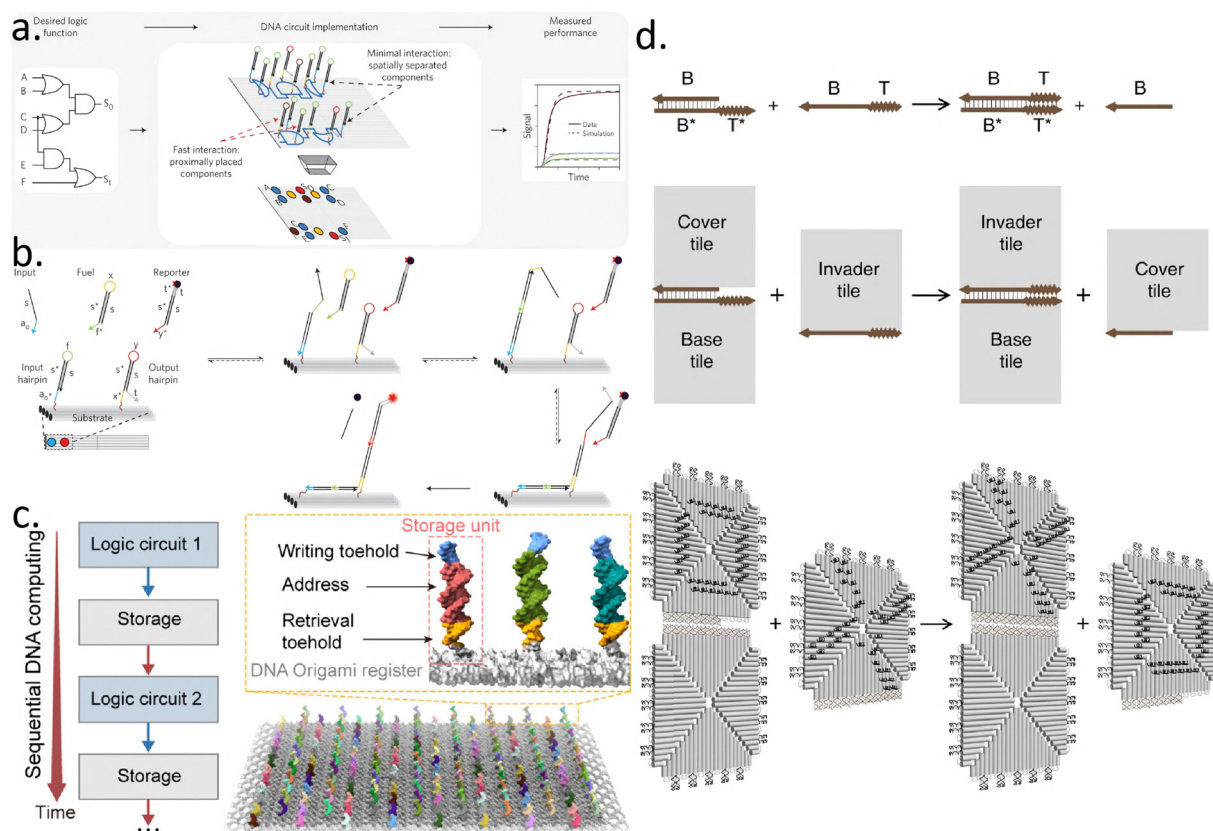 a.
Desired logic
function
DNA circuit implementation
Measured
performance
A
B
C
D
E
F
S0
S1
Minimal interaction:
spatially separated
components
Fast interaction:
proximally placed
components
Signal
Data
Simulation
Time
b.
Input
Fuel
Reporter
s
x
t*
t
s*
s
s*
s
a0
f*
y*
Input
hairpin
f
y
Output
hairpin
s*
s
s*
s
a0*
x*
t
Substrate
c.
Sequential DNA computing
Time
Logic circuit 1
Storage
Logic circuit 2
Storage
...
Storage unit
Writing toehold
Address
Retrieval
toehold
DNA Origami register
d.
B
B*
T*
+
B
T
B
T
B*
T*
+
B
Cover
tile
Base
tile
+
Invader
tile
Invader
tile
Base
tile
+
Cover
tile
+
+